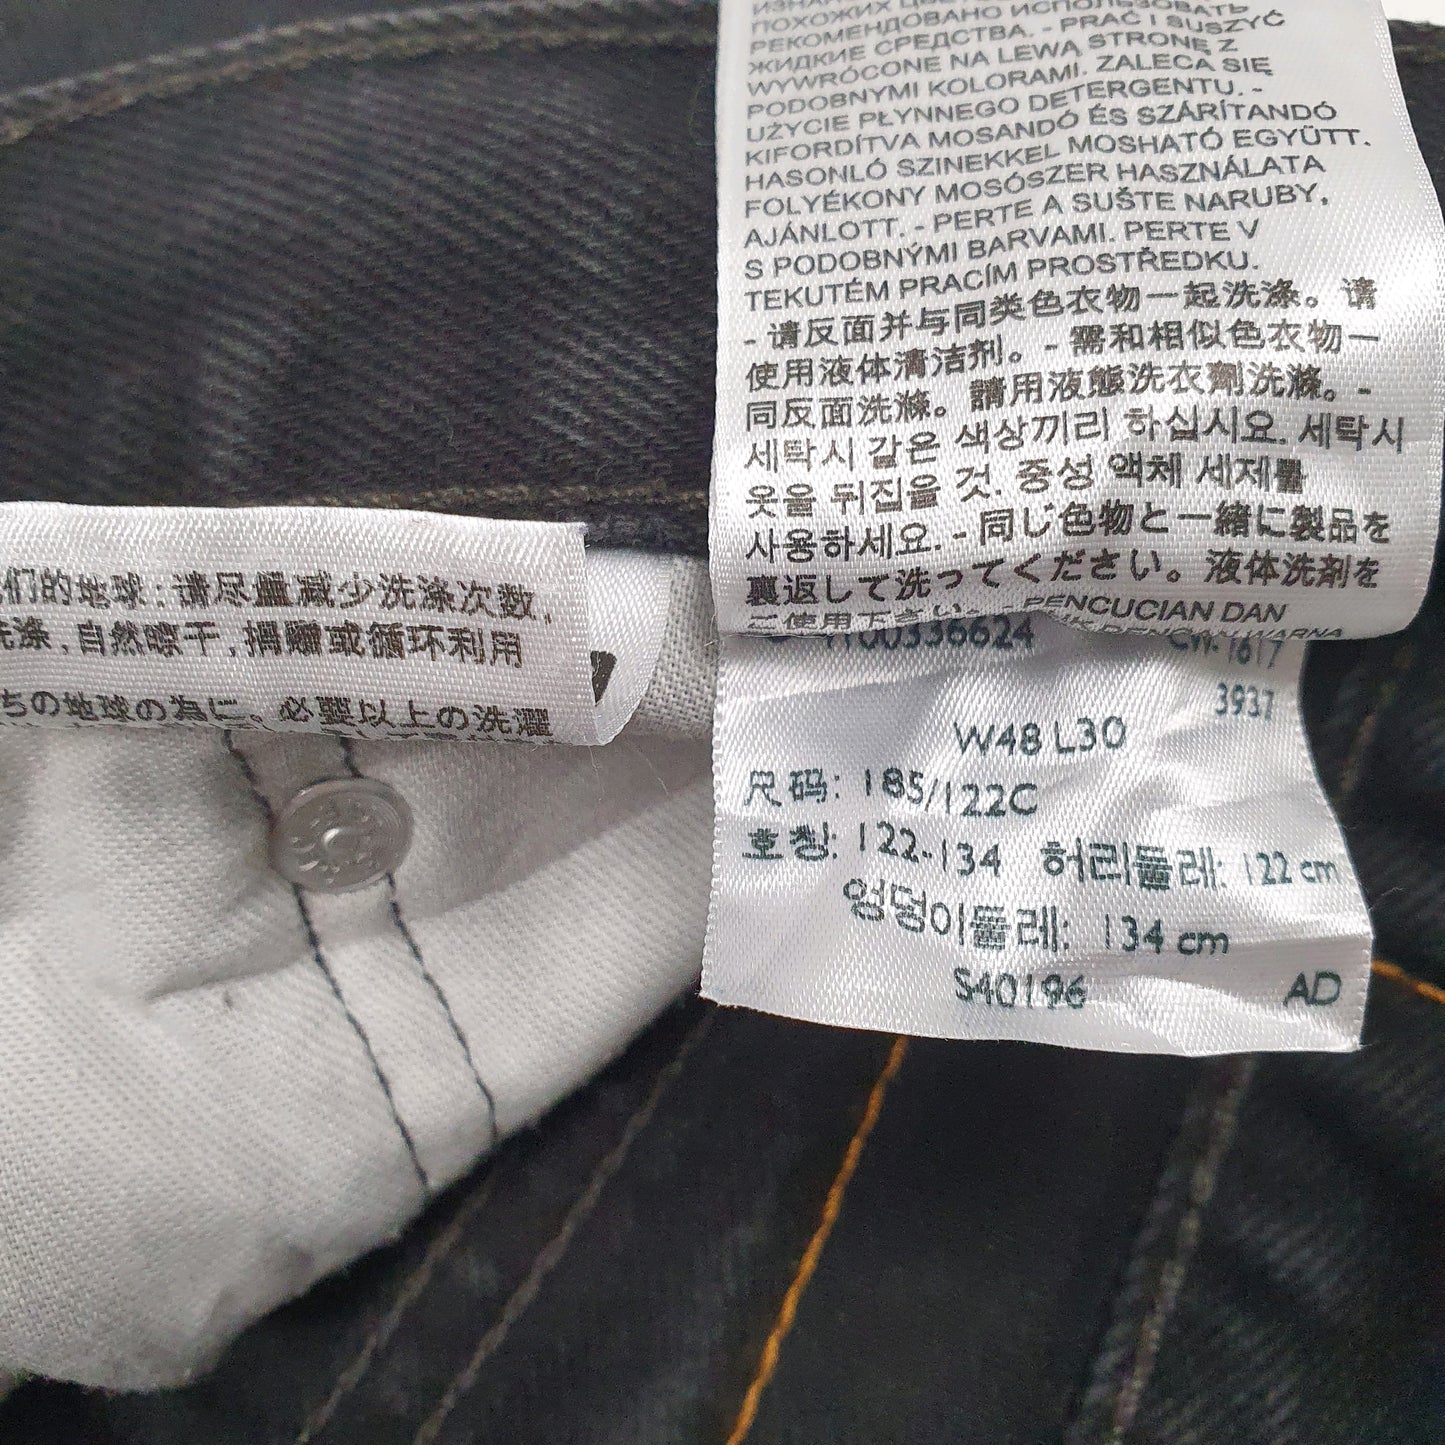 ПОХОЖИХ
РЕКОМЕНДОВАНО ИСПОЛЬЗОВАТЬ
ЖИДКИЕ СРЕДСТВА. - PRAĆ I SUSZYĆ
WYWRÓCONE NA LEWĄ STRONĘ Z
PODOBNYMI KOLORAMI. ZALECA SIĘ
UŻYCIE PŁYNNEGO DETERGENTU. -
KIFORDÍTVA MOSANDÓ ÉS SZÁRÍTANDÓ
HASONLÓ SZINEKKEL MOSHATÓ EGYÜTT.
FOLYÉKONY MOSÓSZER HASZNÁLATA
AJÁNLOTT. - PERTE A SUŠTE NARUBY,
S PODOBNÝMI BARVAMI. PERTE V
TEKUTÉM PRACÍM PROSTŘEDKU.
- 请反面并与同类色衣物一起洗涤。请
使用液体清洁剂。- 需和相似色衣物一
同反面洗滌。請用液態洗衣劑洗滌。-
세탁시 같은 색상끼리 하십시요. 세탁시
옷을 뒤집을 것. 중성 액체 세제를
사용하세요. - 同じ色物と一緒に製品を
裏返して洗ってください。液体洗剤を
PENCUCIAN DAN
们的地球: 请尽量减少洗涤次数,
洗涤, 自然晾干, 捐赠或循环利用
ちの地球の為に。必要以上の洗濯
00336624 CW: 1617
3937
W48 L30
尺码: 185/122C
호칭: 122-134 허리둘레: 122 cm
엉덩이둘레: 134 cm
S40196 AD